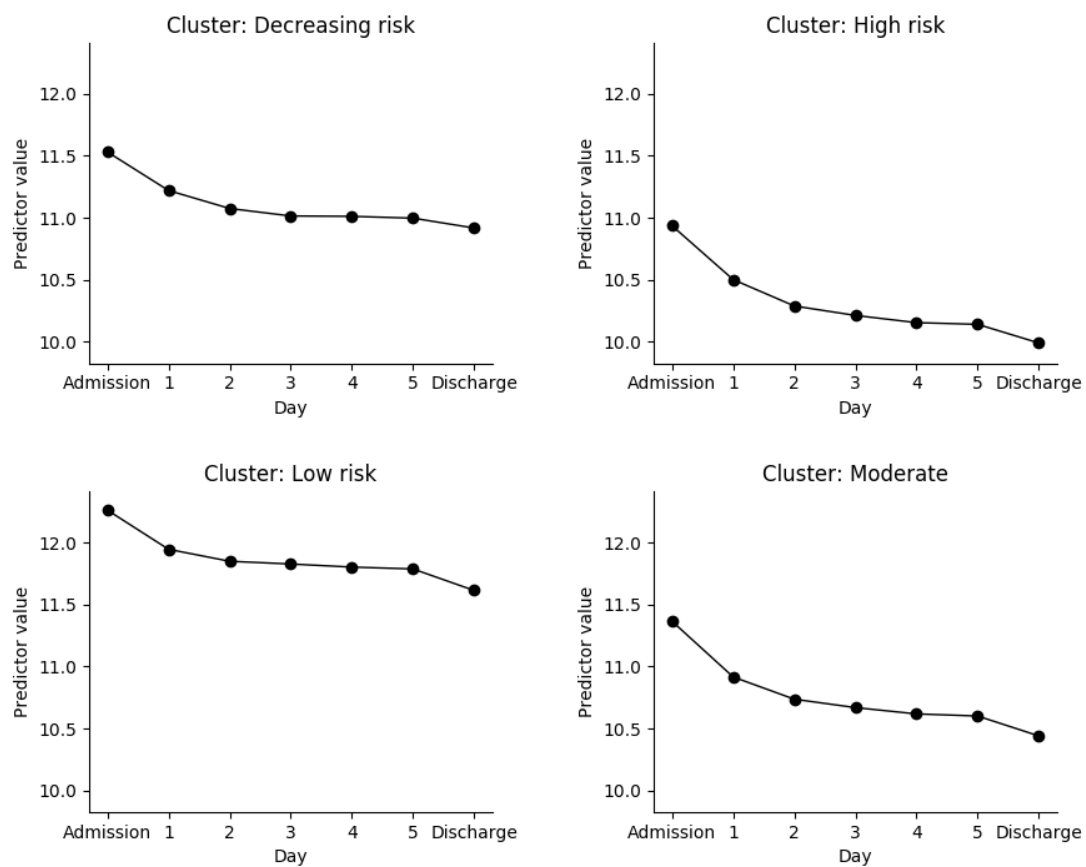 Cluster: Decreasing risk
Predictor value
12.0
11.5
11.0
10.5
10.0
Admission 1 2 3 4 5 Discharge
Day
Cluster: High risk
Predictor value
12.0
11.5
11.0
10.5
10.0
Admission 1 2 3 4 5 Discharge
Day
Cluster: Low risk
Predictor value
12.0
11.5
11.0
10.5
10.0
Admission 1 2 3 4 5 Discharge
Day
Cluster: Moderate
Predictor value
12.0
11.5
11.0
10.5
10.0
Admission 1 2 3 4 5 Discharge
Day